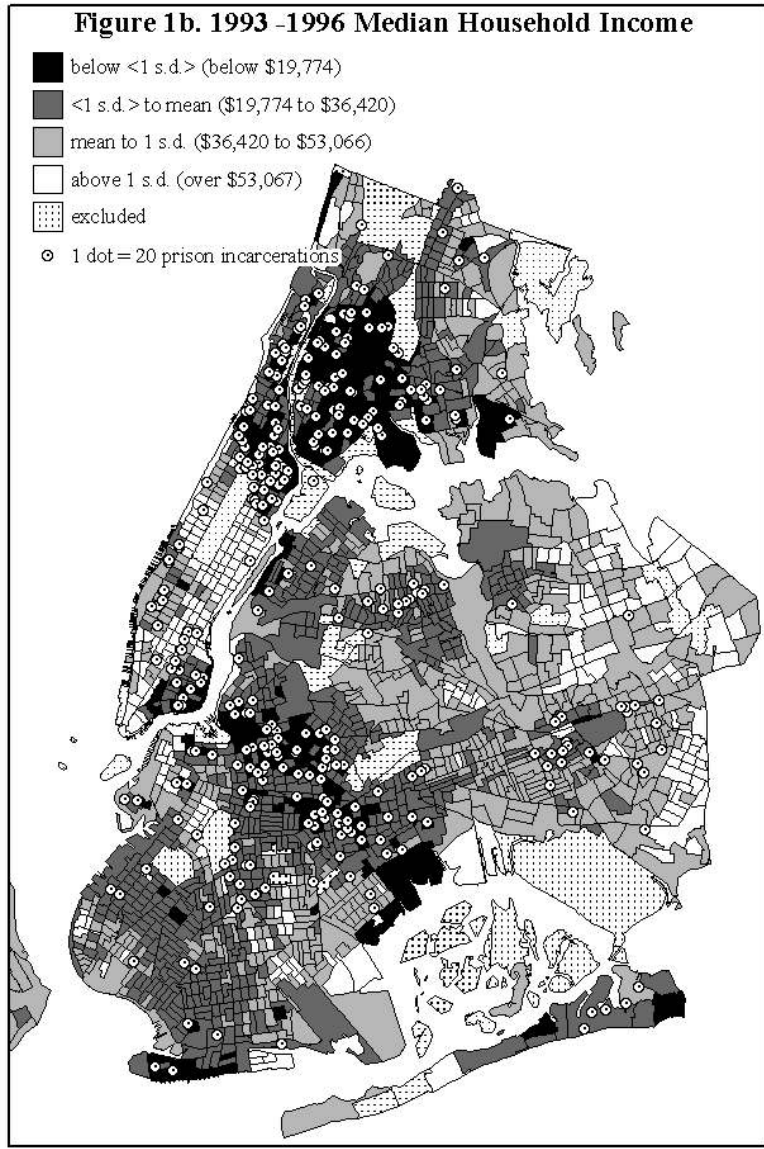 Figure 1b. 1993 -1996 Median Household Income
below <1 s.d.> (below $19,774)
<1 s.d.> to mean ($19,774 to $36,420)
mean to 1 s.d. ($36,420 to $53,066)
above 1 s.d. (over $53,067)
excluded
1 dot = 20 prison incarcerations